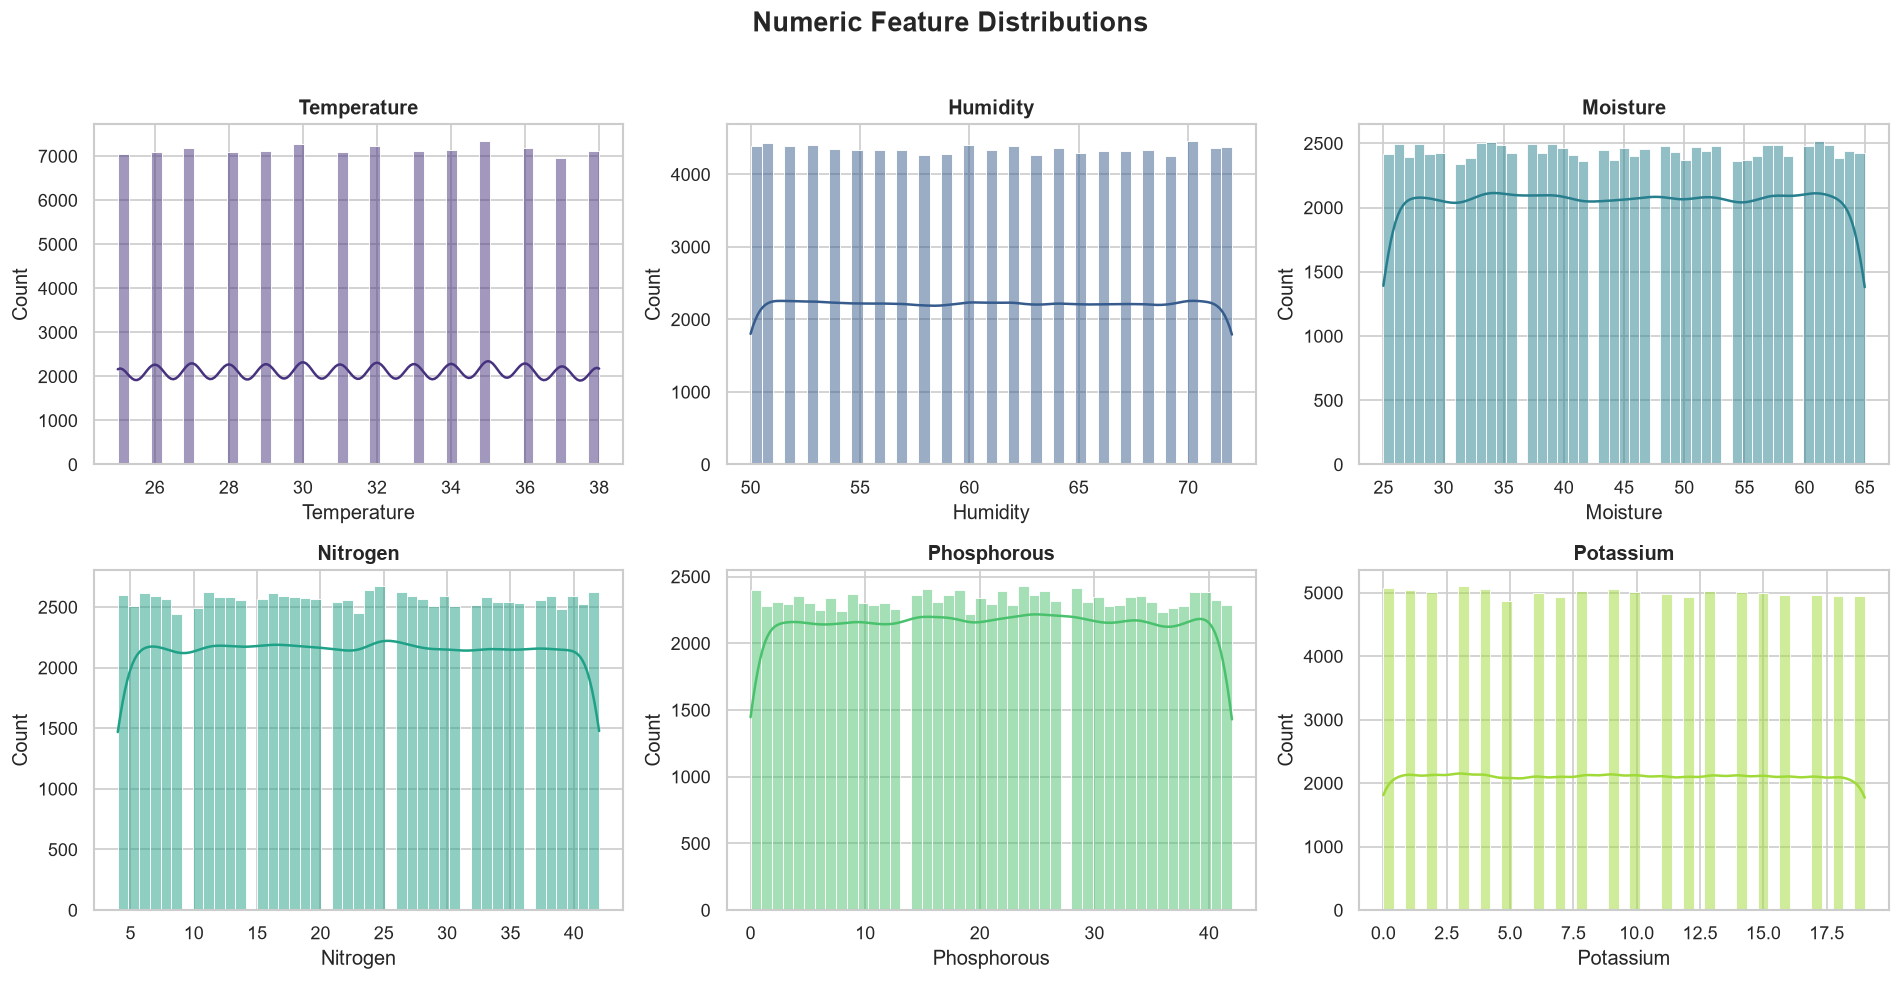 Numeric Feature Distributions
Temperature
Humidity
Moisture
Count
7000
6000
5000
4000
3000
2000
1000
0
26 28 30 32 34 36 38
Temperature
Count
4000
3000
2000
1000
0
50 55 60 65 70
Humidity
Count
2500
2000
1500
1000
500
0
25 30 35 40 45 50 55 60 65
Moisture
Nitrogen
Phosphorous
Potassium
Count
2500
2000
1500
1000
500
0
5 10 15 20 25 30 35 40
Nitrogen
Count
2500
2000
1500
1000
500
0
0 10 20 30 40
Phosphorous
Count
5000
4000
3000
2000
1000
0
0.0 2.5 5.0 7.5 10.0 12.5 15.0 17.5
Potassium